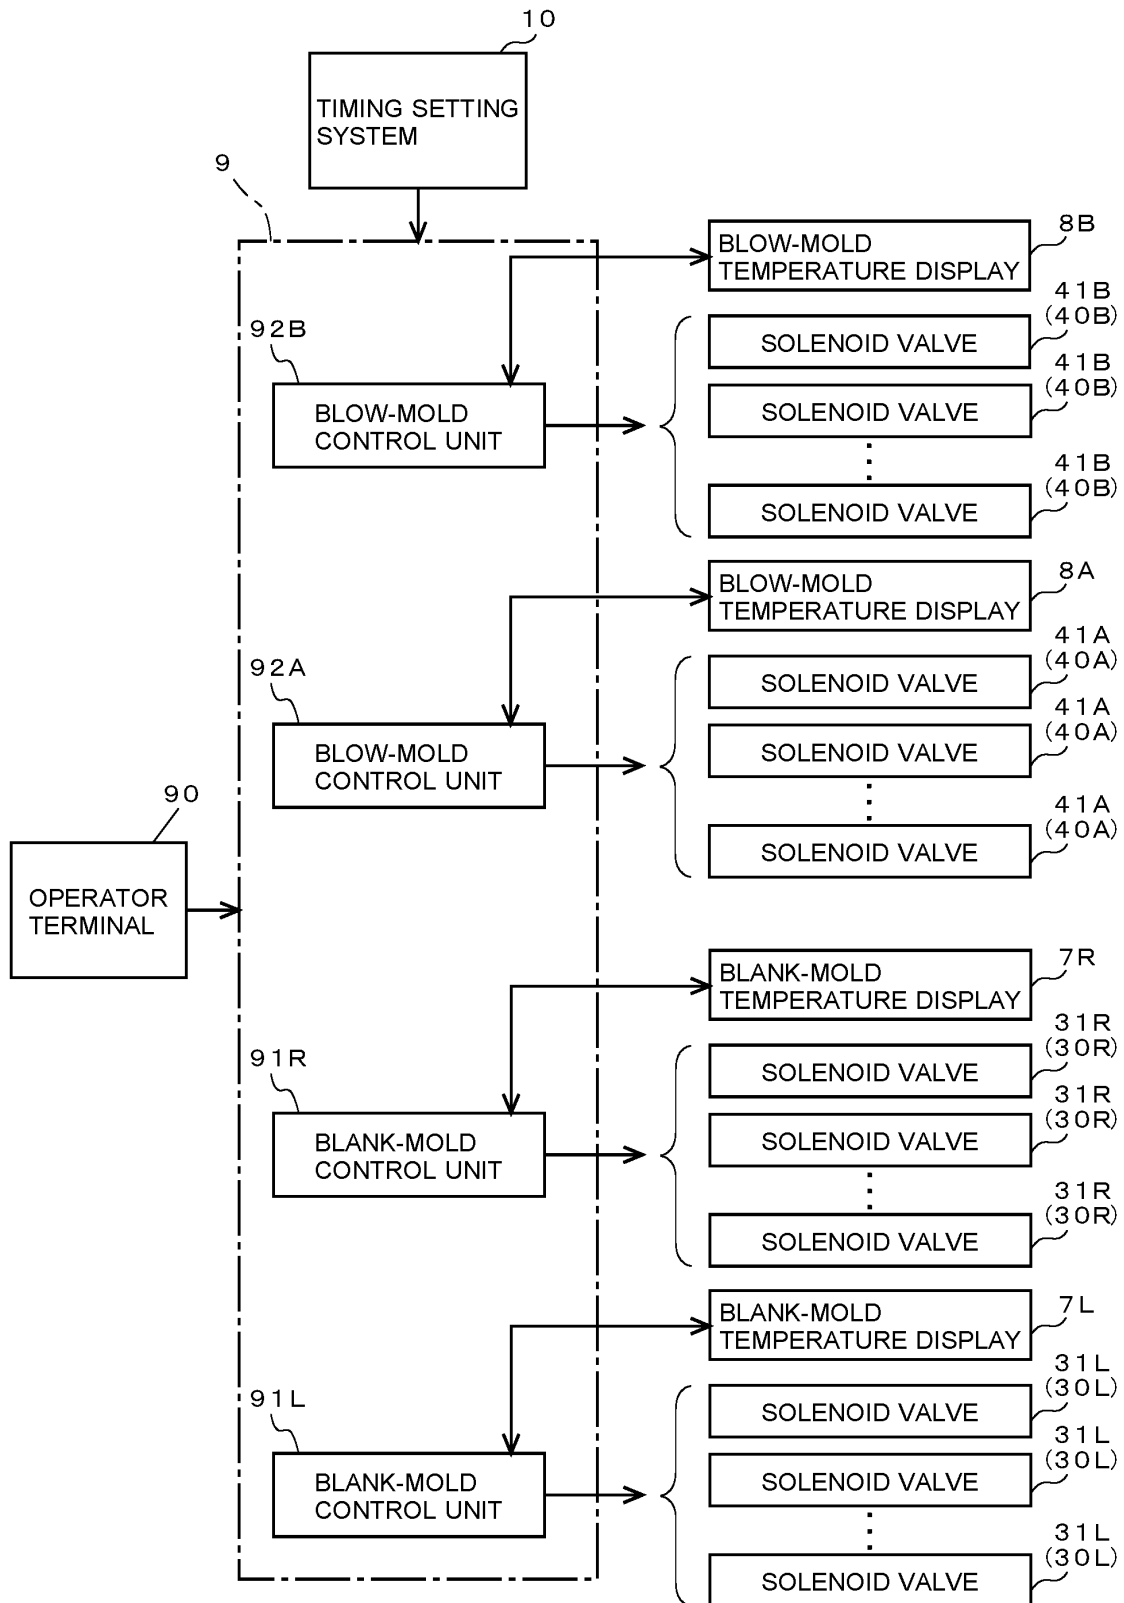 10
TIMING SETTING
SYSTEM
9
BLOW-MOLD
TEMPERATURE DISPLAY
8B
92B
BLOW-MOLD
CONTROL UNIT
SOLENOID VALVE
41B
(40B)
SOLENOID VALVE
41B
(40B)
SOLENOID VALVE
41B
(40B)
BLOW-MOLD
TEMPERATURE DISPLAY
8A
92A
BLOW-MOLD
CONTROL UNIT
SOLENOID VALVE
41A
(40A)
SOLENOID VALVE
41A
(40A)
SOLENOID VALVE
41A
(40A)
90
OPERATOR
TERMINAL
BLANK-MOLD
TEMPERATURE DISPLAY
7R
91R
BLANK-MOLD
CONTROL UNIT
SOLENOID VALVE
31R
(30R)
SOLENOID VALVE
31R
(30R)
SOLENOID VALVE
31R
(30R)
BLANK-MOLD
TEMPERATURE DISPLAY
7L
91L
BLANK-MOLD
CONTROL UNIT
SOLENOID VALVE
31L
(30L)
SOLENOID VALVE
31L
(30L)
SOLENOID VALVE
31L
(30L)